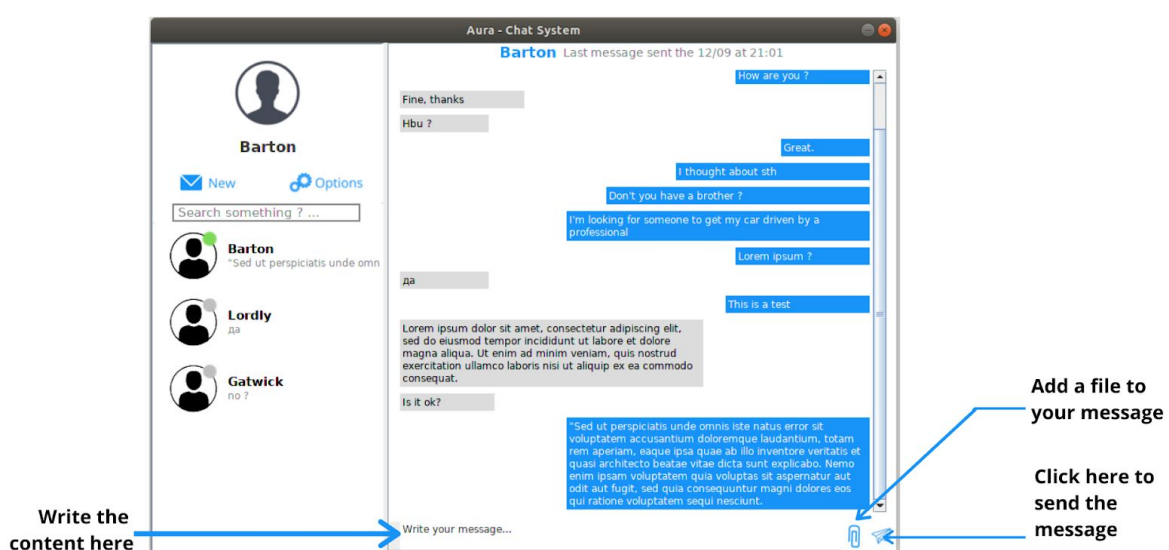 Aura - Chat System
Barton Last message sent the 12/09 at 21:01
Barton
New Options
Search something ? ...
Barton
"Sed ut perspiciatis unde omn
Lordly
да
Gatwick
no ?
How are you ?
Fine, thanks
Hbu ?
Great.
I thought about sth
Don't you have a brother ?
I'm looking for someone to get my car driven by a
professional
Lorem ipsum ?
да
This is a test
Lorem ipsum dolor sit amet, consectetur adipiscing elit,
sed do eiusmod tempor incididunt ut labore et dolore
magna aliqua. Ut enim ad minim veniam, quis nostrud
exercitation ullamco laboris nisi ut aliquip ex ea commodo
consequat.
Is it ok?
"Sed ut perspiciatis unde omnis iste natus error sit
voluptatem accusantium doloremque laudantium, totam
rem aperiam, eaque ipsa quae ab illo inventore veritatis et
quasi architecto beatae vitae dicta sunt explicabo. Nemo
enim ipsam voluptatem quia voluptas sit aspernatur aut
odit aut fugit, sed quia consequuntur magni dolores eos
qui ratione voluptatem sequi nesciunt.
Write your message...
Write the
content here
Add a file to
your message
Click here to
send the
message